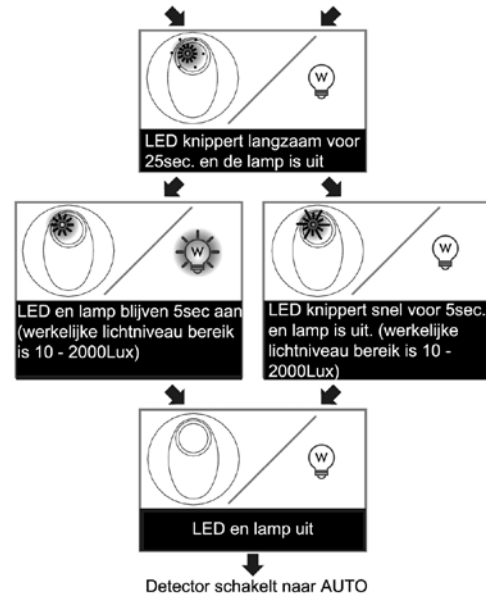 W
LED knippert langzaam voor
25sec. en de lamp is uit
W
LED en lamp blijven 5sec aan
(werkelijke lichtniveau bereik
is 10 - 2000Lux)
W
LED knippert snel voor 5sec.
en lamp is uit. (werkelijke
lichtniveau bereik is 10 -
2000Lux)
W
LED en lamp uit
Detector schakelt naar AUTO